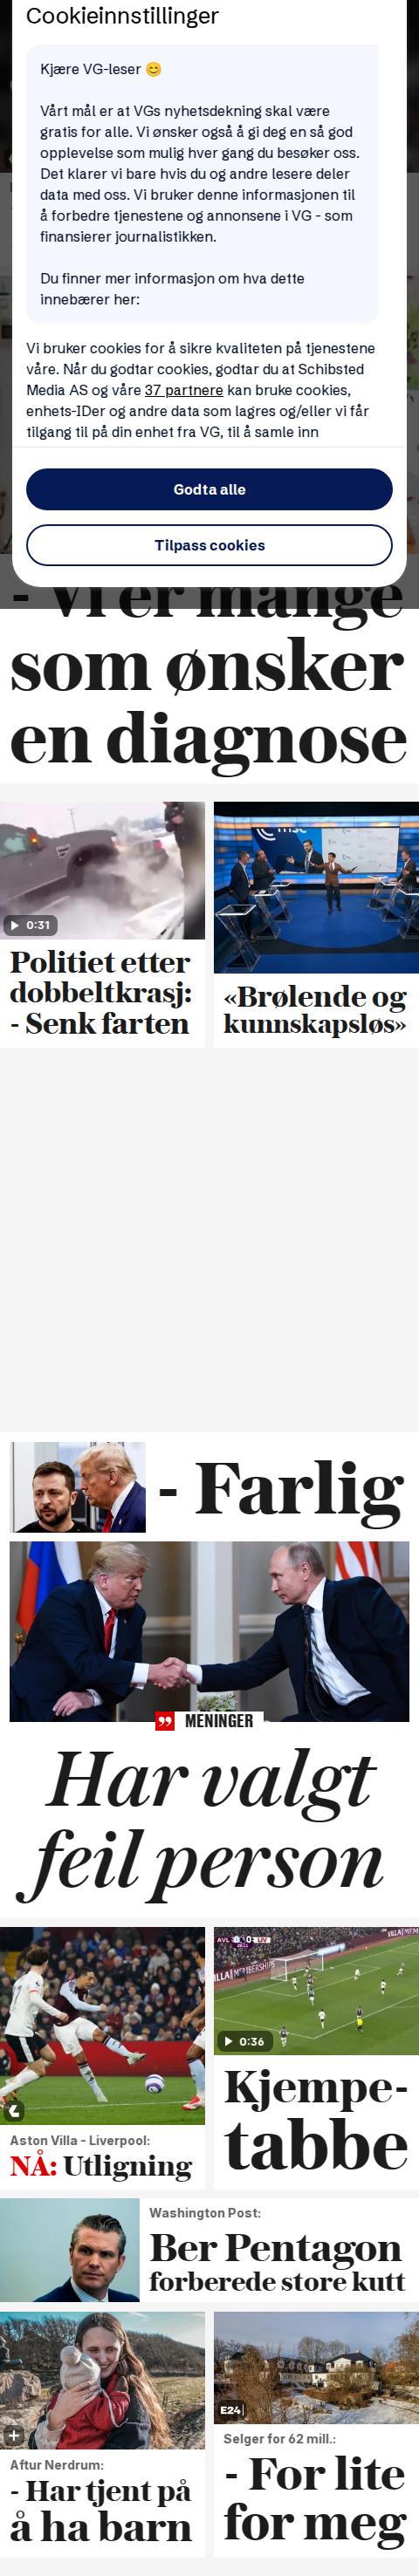 Cookieinnstillinger
Kjære VG-leser 😊
Vårt mål er at VGs nyhetsdekning skal være
gratis for alle. Vi ønsker også å gi deg en så god
opplevelse som mulig hver gang du besøker oss.
Det klarer vi bare hvis du og andre lesere deler
data med oss. Vi bruker denne informasjonen til
å forbedre tjenestene og annonsene i VG - som
finansierer journalistikken.
Du finner mer informasjon om hva dette
innebærer her:
Vi bruker cookies for å sikre kvaliteten på tjenestene
våre. Når du godtar cookies, godtar du at Schibsted
Media AS og våre 37 partnere kan bruke cookies,
enhets-IDer og andre data som lagres og/eller vi får
tilgang til på din enhet fra VG, til å samle inn
Godta alle
Tilpass cookies
- Vi er mange
som ønsker
en diagnose
0:31
Politiet etter
dobbeltkrasj:
- Senk farten
«Brølende og
kunnskapsløs»
- Farlig
MENINGER
Har valgt
feil person
Aston Villa - Liverpool:
NÅ: Utligning
AVL 0 0 LIV
0:36
Kjempe-
tabbe
Washington Post:
Ber Pentagon
forberede store kutt
Aftur Nerdrum:
- Har tjent på
å ha barn
E24
Selger for 62 mill.:
- For lite
for meg